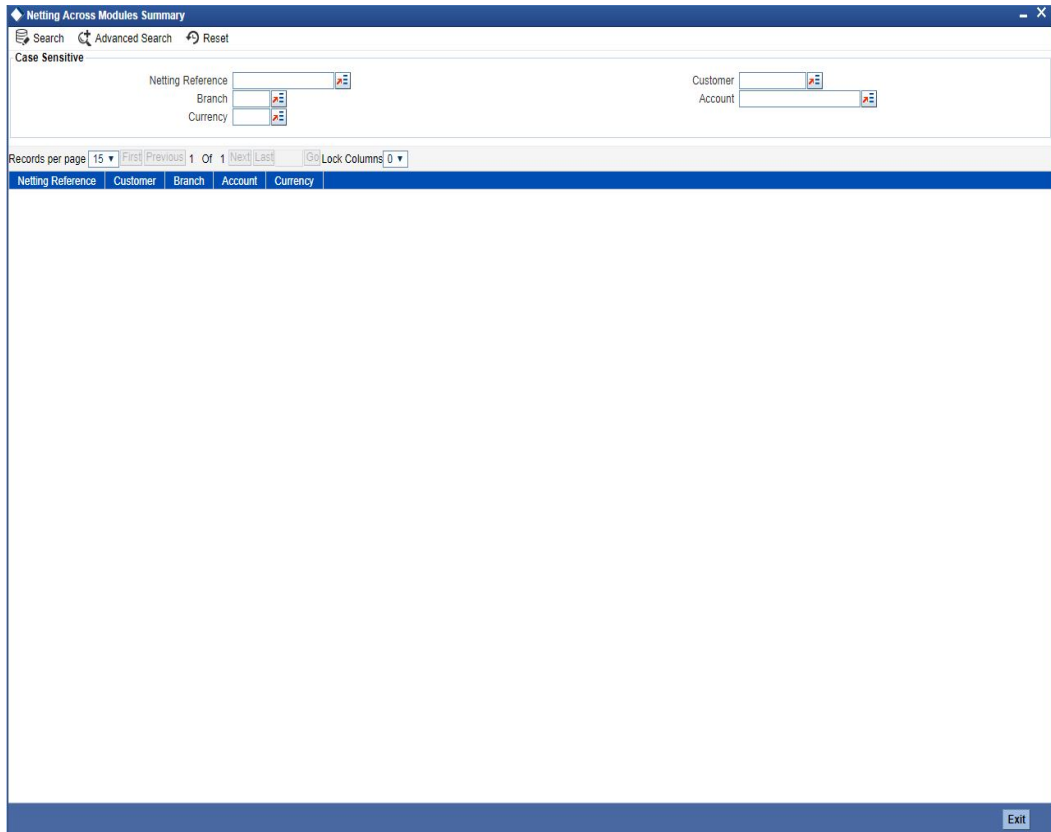 Netting Across Modules Summary
Search Advanced Search Reset
Case Sensitive
Netting Reference Customer
Branch Account
Currency
Records per page 15 First Previous 1 Of 1 Next Last Go Lock Columns 0
Netting Reference Customer Branch Account Currency
Exit